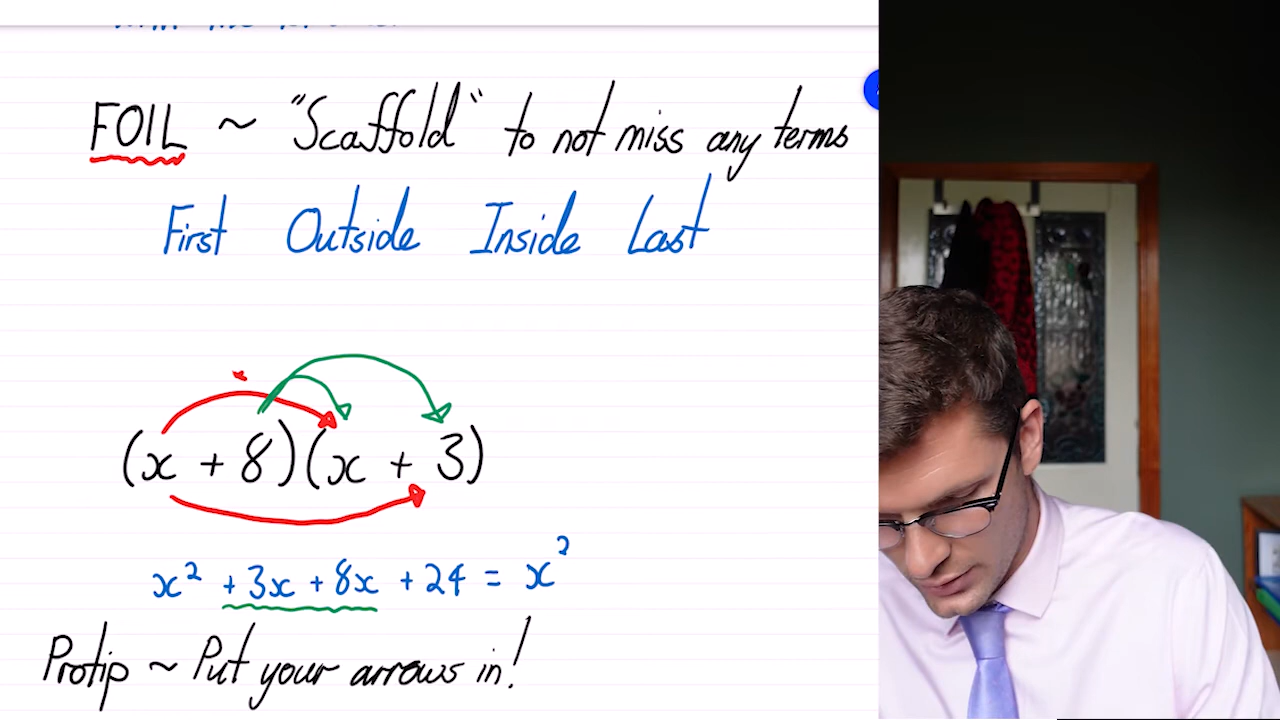 FOIL ~ "Scaffold" to not miss any terms
First Outside Inside Last
(x + 8)(x + 3)
x² + 3x + 8x + 24 = x²
Protip ~ Put your arrows in!